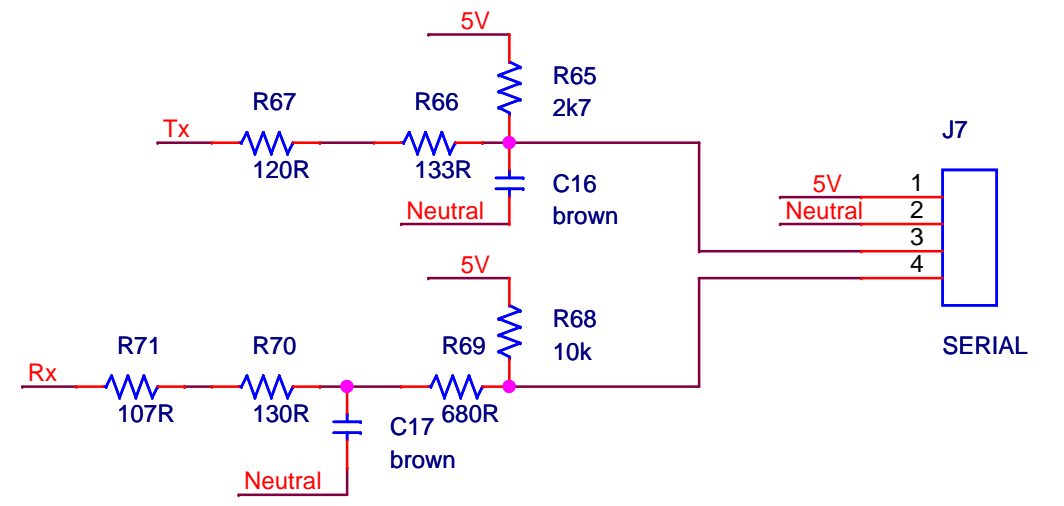 5V
R65
2k7
R67
R66
Tx
120R
133R
C16
brown
Neutral
J7
5V
1
Neutral
2
3
4
SERIAL
5V
R68
10k
R71
R70
R69
Rx
107R
130R
680R
C17
brown
Neutral